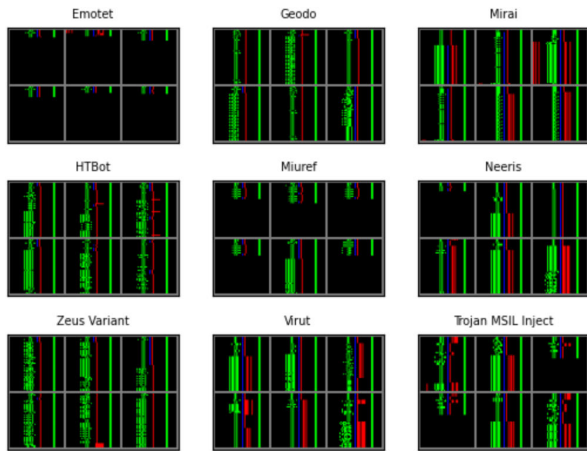 Emotet
Geodo
Mirai
HTBot
Miuref
Neeris
Zeus Variant
Virut
Trojan MSIL Inject